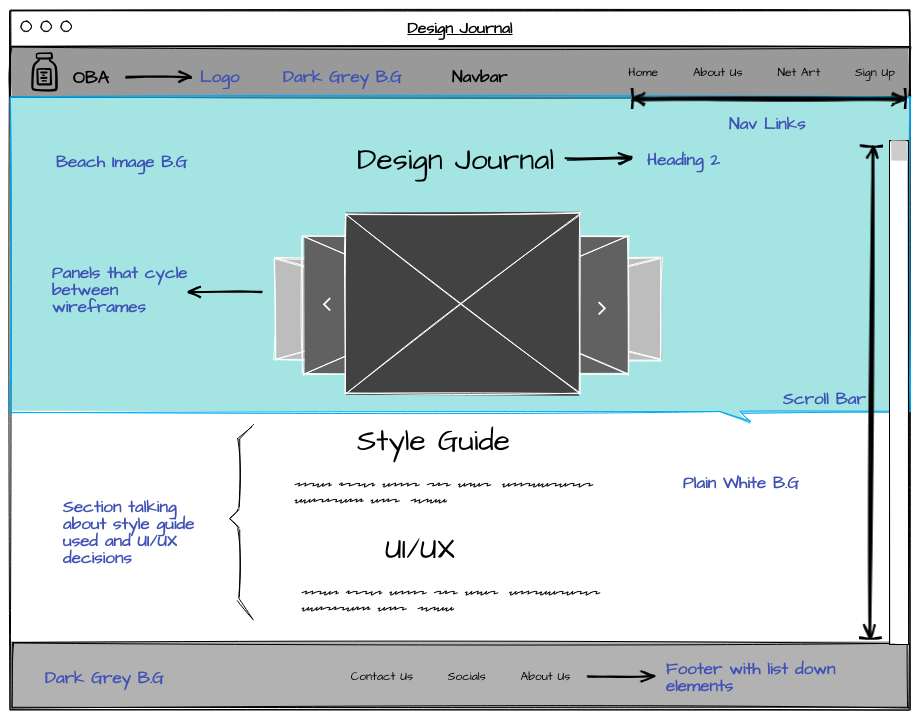 Design Journal
OBA
Logo
Dark Grey B.G
Navbar
Home
About Us
Net Art
Sign Up
Nav Links
Beach Image B.G
Design Journal
Heading 2
Panels that cycle
between
wireframes
Scroll Bar
Style Guide
Plain White B.G
Section talking
about style guide
used and UI/UX
decisions
UI/UX
Dark Grey B.G
Contact Us
Socials
About Us
Footer with list down
elements